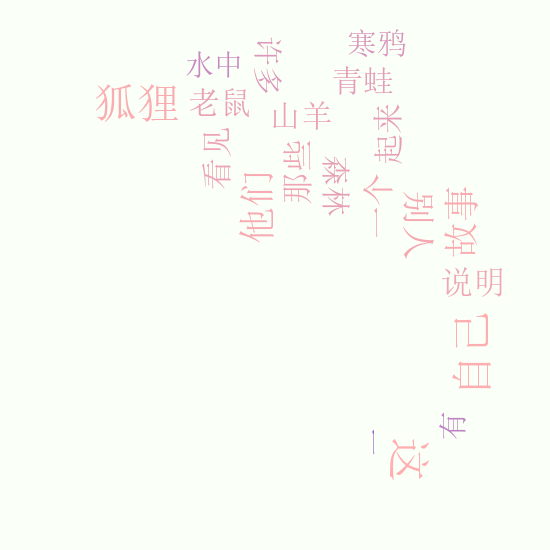 寒鸦
许多
水中
青蛙
狐狸
老鼠
山羊
起来
看见
那些
森林
他们
一个
别人
故事
说明
自己
有
一
这